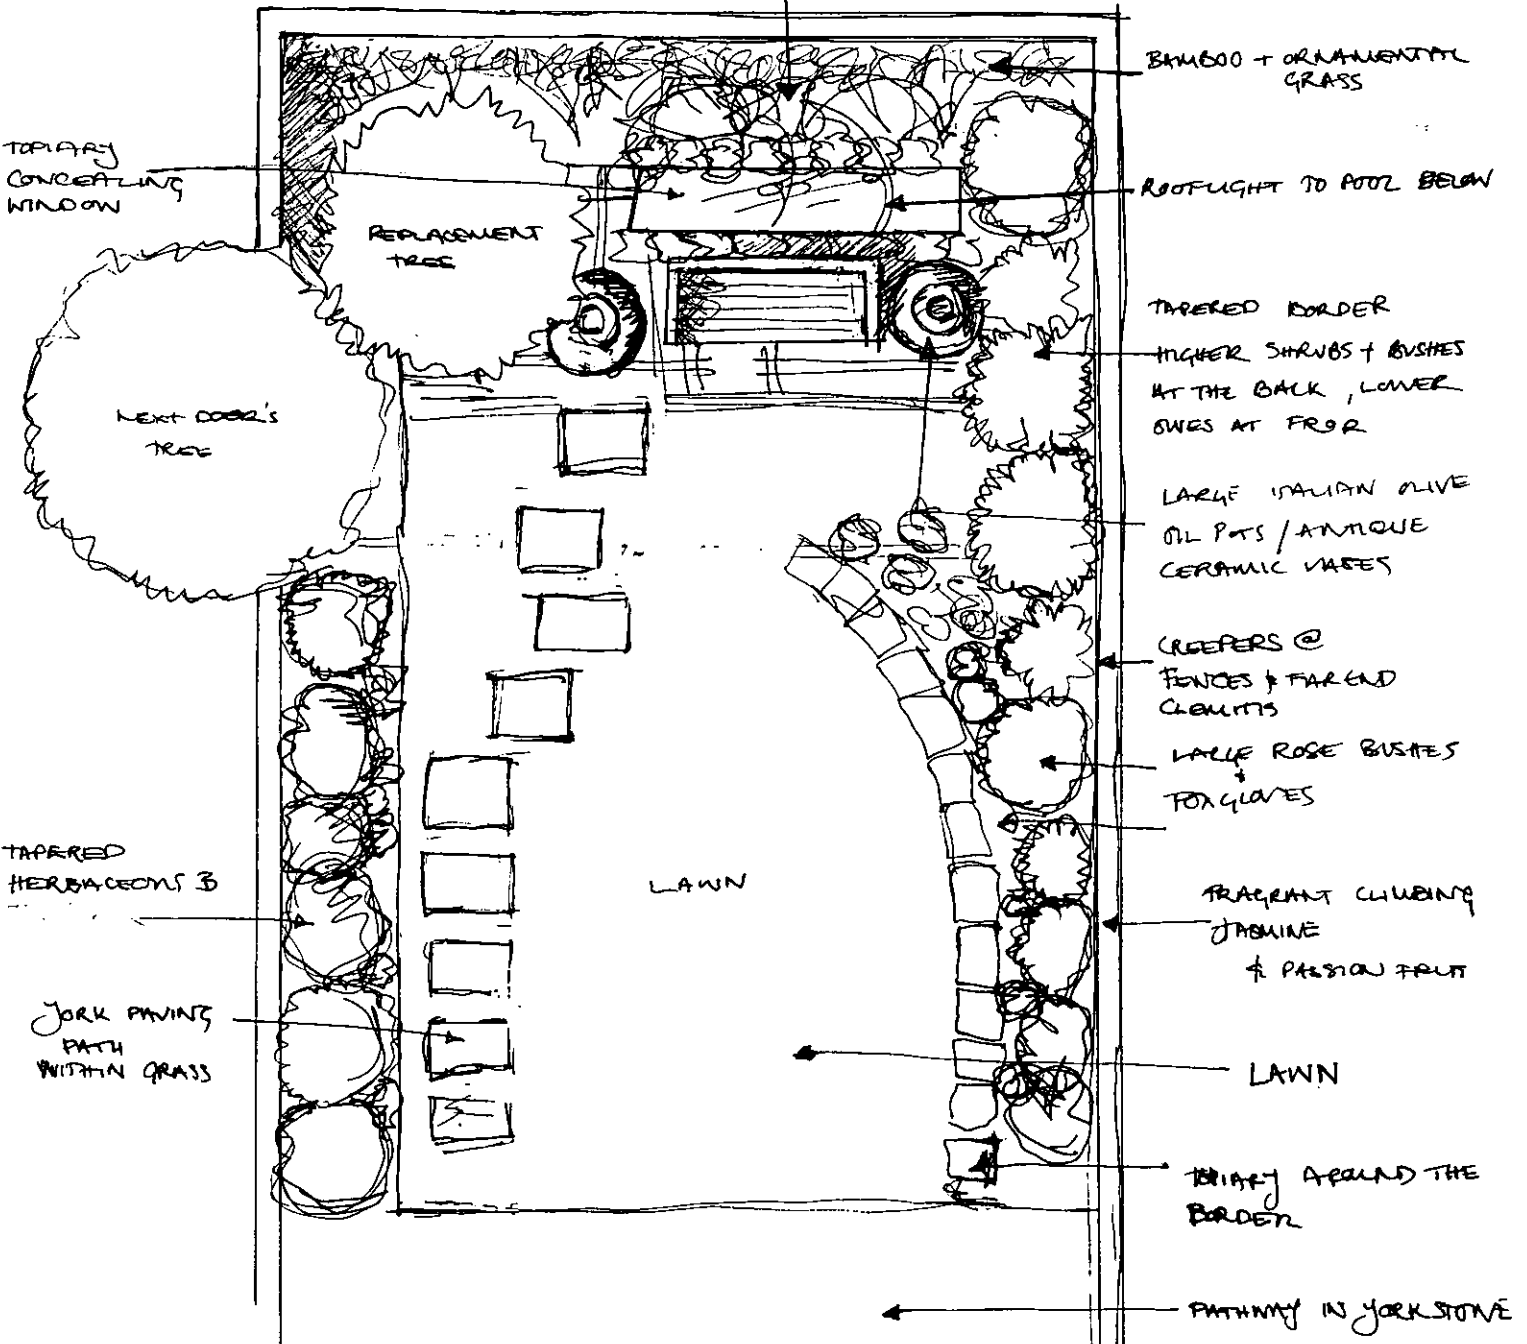 BAMBOO + ORNAMENTAL
GRASS
TOPIARY
CONCEALING
WINDOW
ROOFLIGHT TO POOL BELOW
REPLACEMENT
TREE
TAPERED BORDER
HIGHER SHRUBS + BUSHES
AT THE BACK, LOWER
ONES AT
NEXT DOOR'S
TREE
LARGE ITALIAN OLIVE
OIL POTS / ANTIQUE
CERAMIC VASES
CREEPERS @
FENCES & FAR END
LARGE ROSE BUSHES
&
FOXGLOVES
TAPERED
HERBACEOUS B
LAWN
FRAGRANT CLIMBING
JASMINE
& PASSION FRUIT
YORK PAVING
PATH
WITHIN GRASS
LAWN
TOPIARY AROUND THE
BORDER
PATHWAY IN YORKSTONE